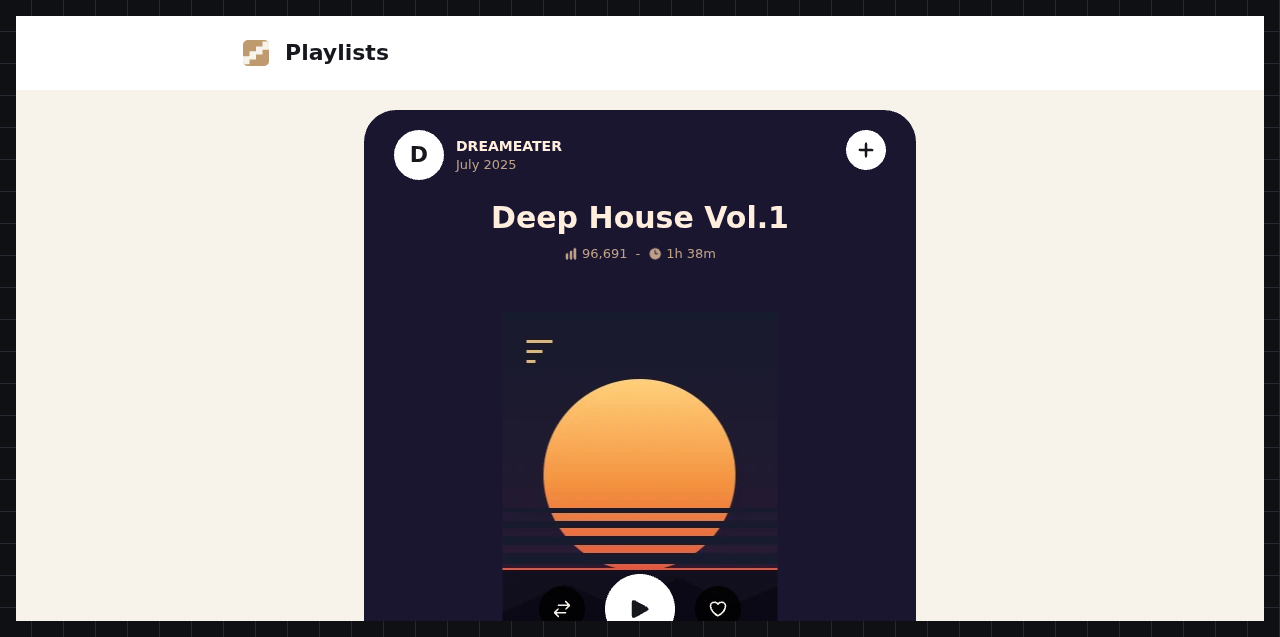 Playlists
D
DREAMEATER
July 2025
Deep House Vol.1
96,691 - 1h 38m